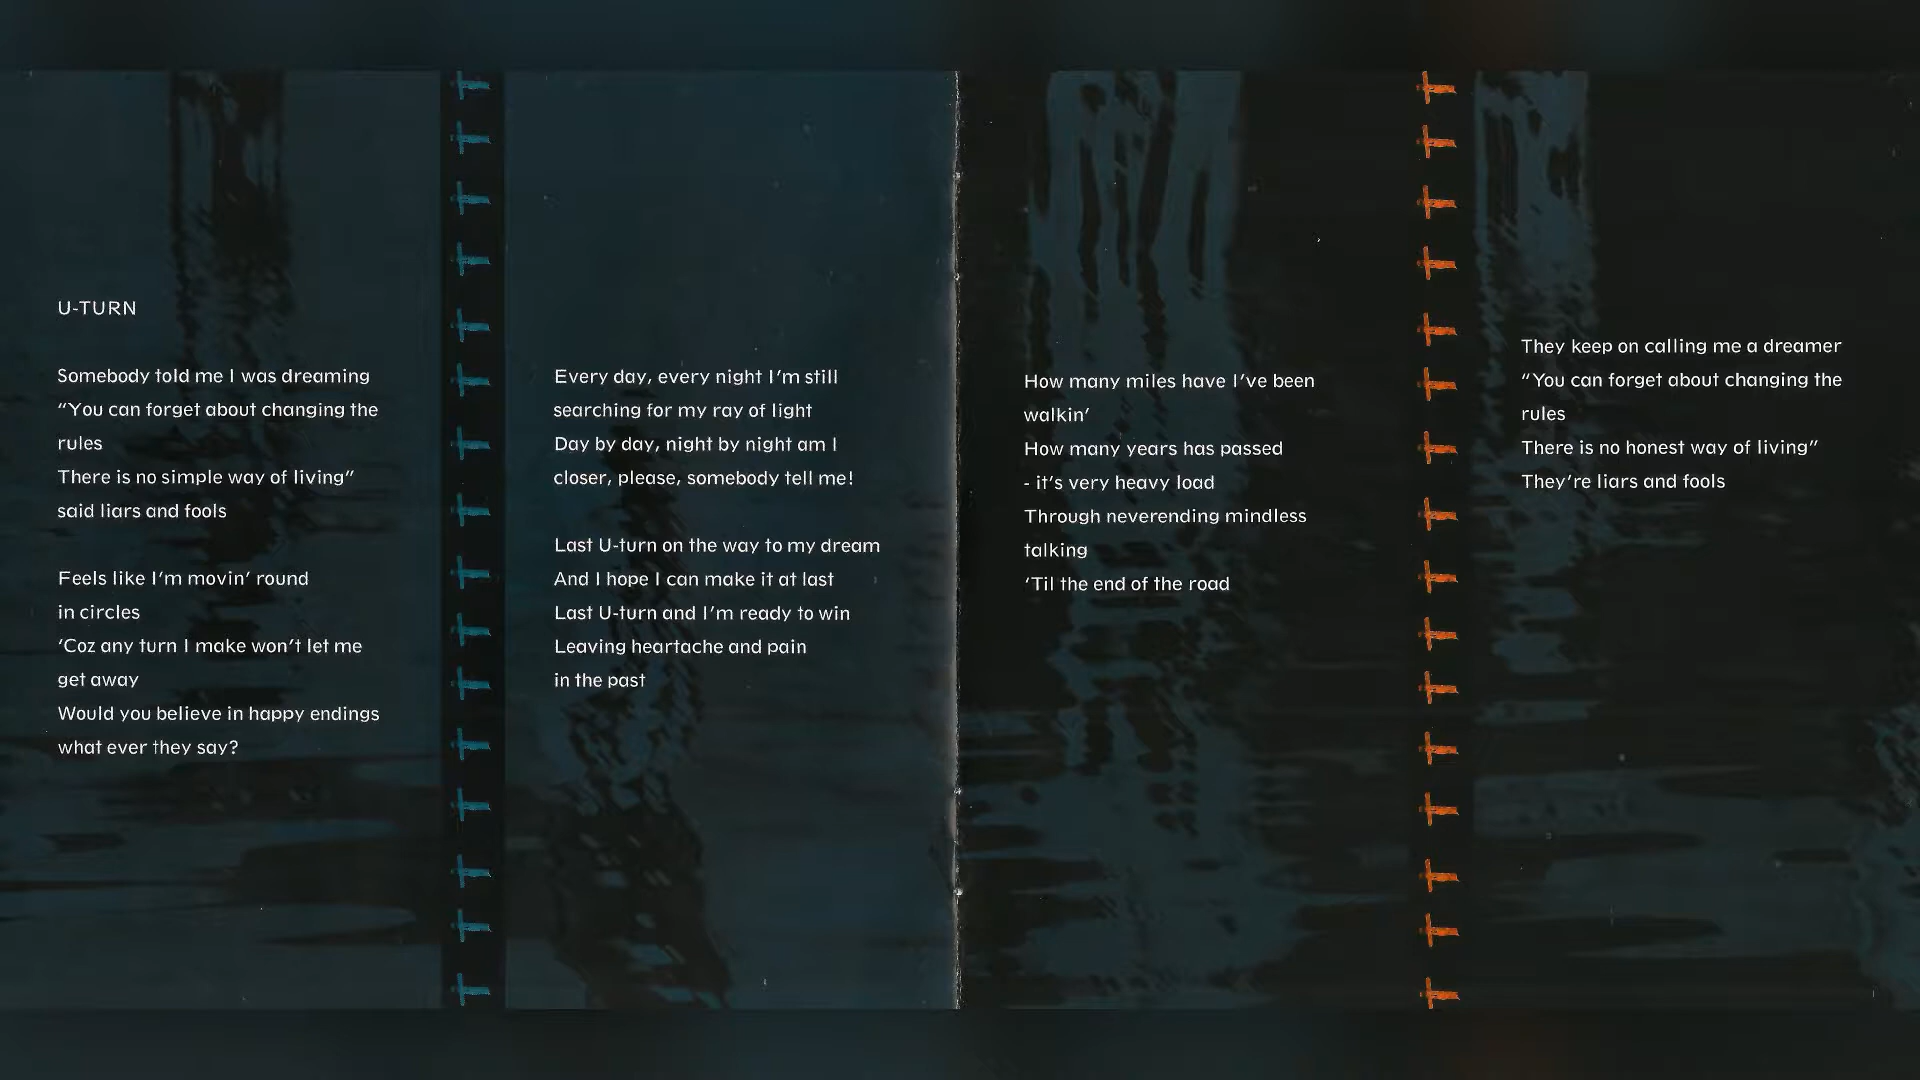 U-TURN
Somebody told me I was dreaming
“You can forget about changing the
rules
There is no simple way of living”
said liars and fools
Feels like I’m movin’ round
in circles
‘Coz any turn I make won’t let me
get away
Would you believe in happy endings
what ever they say?
Every day, every night I’m still
searching for my ray of light
Day by day, night by night am I
closer, please, somebody tell me!
Last U-turn on the way to my dream
And I hope I can make it at last
Last U-turn and I’m ready to win
Leaving heartache and pain
in the past
How many miles have I’ve been
walkin’
How many years has passed
- it’s very heavy load
Through neverending mindless
talking
‘Til the end of the road
They keep on calling me a dreamer
“You can forget about changing the
rules
There is no honest way of living”
They’re liars and fools